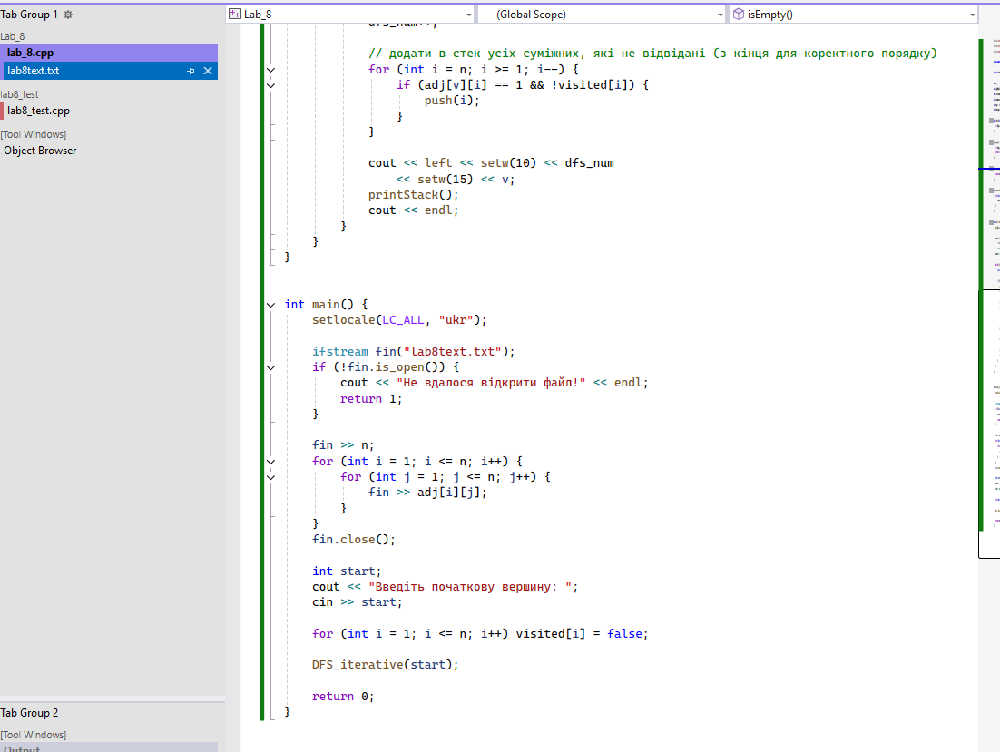 Tab Group 1
Lab_8
lab_8.cpp
lab8text.txt
lab8_test
lab8_test.cpp
[Tool Windows]
Object Browser
Tab Group 2
[Tool Windows]
Output
Lab_8
(Global Scope)
isEmpty()
dfs_num++;
// додати в стек усіх суміжних, які не відвідані (з кінця для коректного порядку)
for (int i = n; i >= 1; i--) {
if (adj[v][i] == 1 && !visited[i]) {
push(i);
}
}
cout << left << setw(10) << dfs_num
<< setw(15) << v;
printStack();
cout << endl;
}
}
}
int main() {
setlocale(LC_ALL, "ukr");
ifstream fin("lab8text.txt");
if (!fin.is_open()) {
cout << "Не вдалося відкрити файл!" << endl;
return 1;
}
fin >> n;
for (int i = 1; i <= n; i++) {
for (int j = 1; j <= n; j++) {
fin >> adj[i][j];
}
}
fin.close();
int start;
cout << "Введіть початкову вершину: ";
cin >> start;
for (int i = 1; i <= n; i++) visited[i] = false;
DFS_iterative(start);
return 0;
}